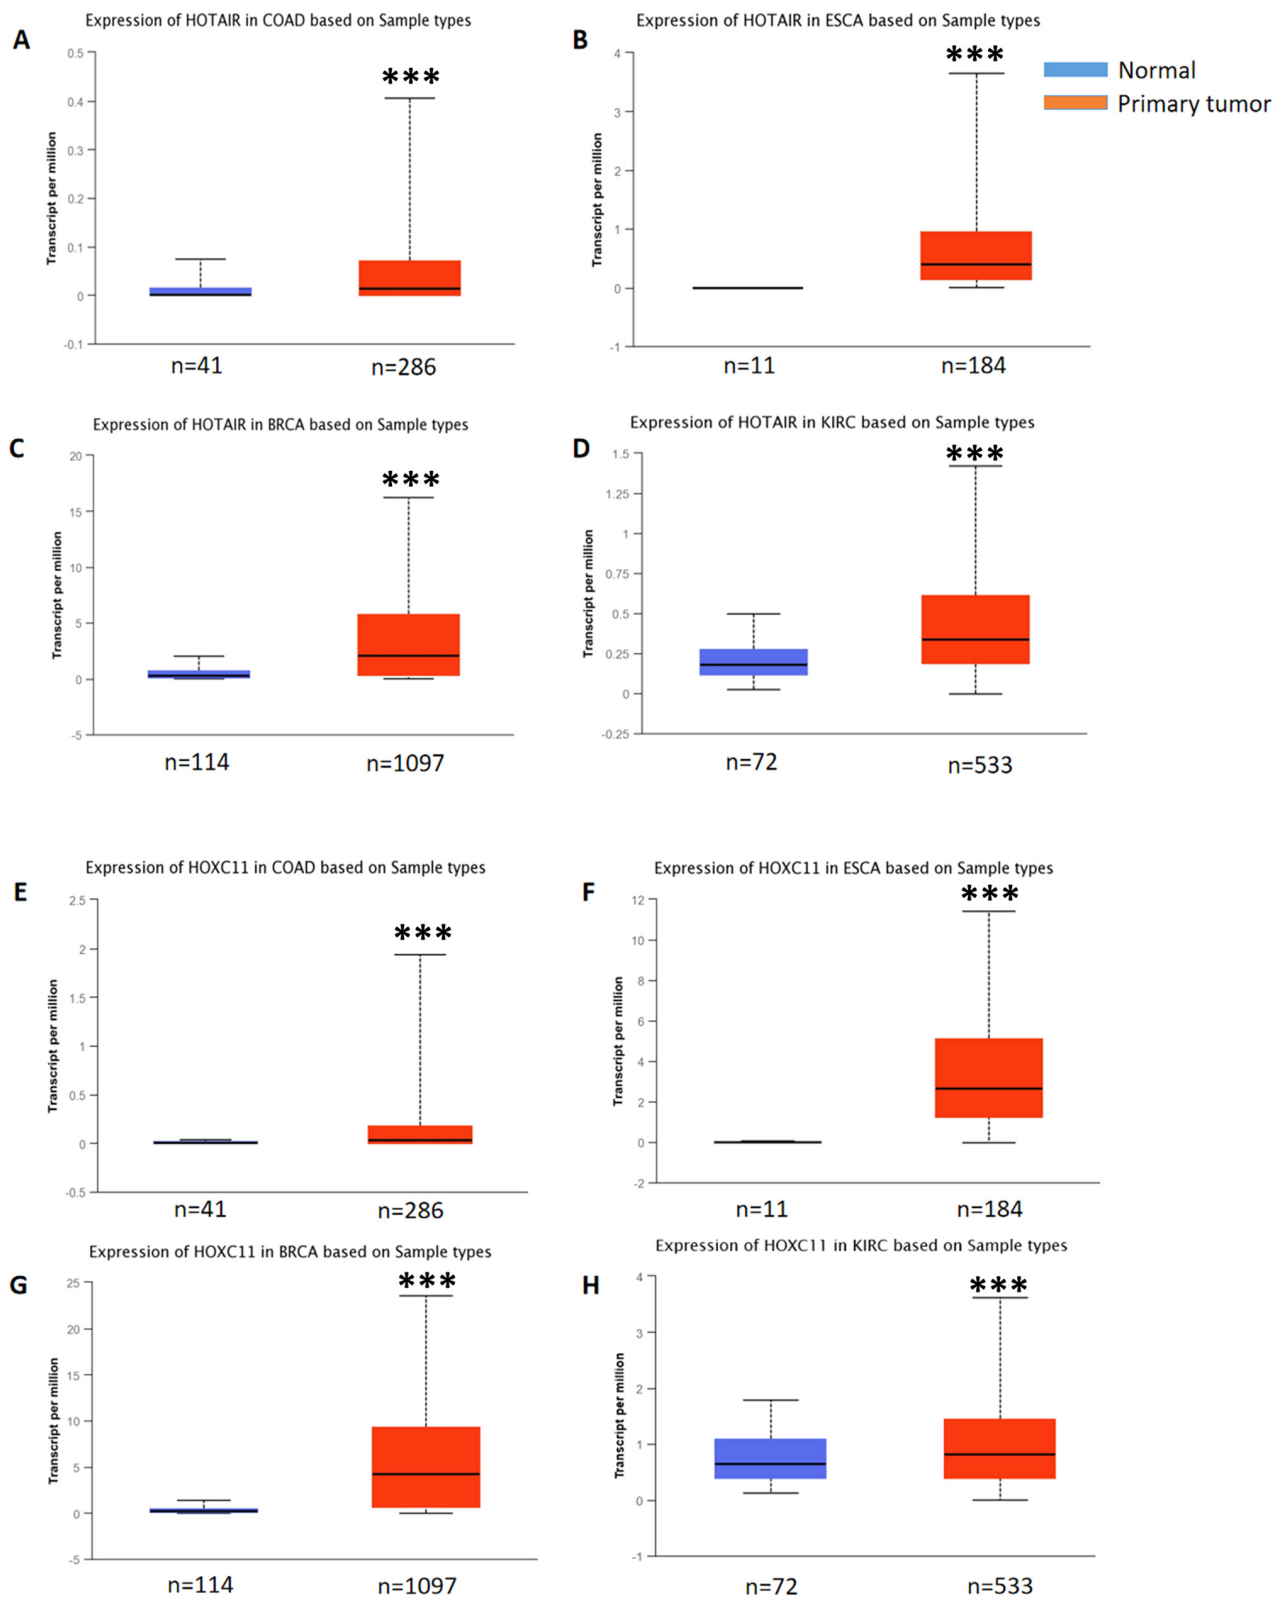 Expression of HOTAIR in COAD based on Sample types
A
0.5
0.4
0.3
0.2
0.1
0
-0.1
Transcript per million
***
n=41
n=286
Expression of HOTAIR in ESCA based on Sample types
B
4
3
2
1
0
-1
Transcript per million
***
n=11
n=184
Normal
Primary tumor
Expression of HOTAIR in BRCA based on Sample types
C
20
15
10
5
0
-5
Transcript per million
***
n=114
n=1097
Expression of HOTAIR in KIRC based on Sample types
D
1.5
1.25
1
0.75
0.5
0.25
0
-0.25
Transcript per million
***
n=72
n=533
Expression of HOXC11 in COAD based on Sample types
E
2.5
2
1.5
1
0.5
0
-0.5
Transcript per million
***
n=41
n=286
Expression of HOXC11 in ESCA based on Sample types
F
12
10
8
6
4
2
0
-2
Transcript per million
***
n=11
n=184
Expression of HOXC11 in BRCA based on Sample types
G
25
20
15
10
5
0
-5
Transcript per million
***
n=114
n=1097
Expression of HOXC11 in KIRC based on Sample types
H
4
3
2
1
0
-1
Transcript per million
***
n=72
n=533